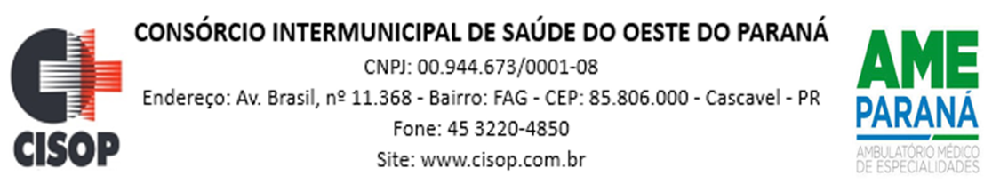 CISOP
CONSÓRCIO INTERMUNICIPAL DE SAÚDE DO OESTE DO PARANÁ
CNPJ: 00.944.673/0001-08
Endereço: Av. Brasil, nº 11.368 - Bairro: FAG - CEP: 85.806.000 - Cascavel - PR
Fone: 45 3220-4850
Site: www.cisop.com.br
AME
PARANÁ
AMBULATÓRIO MÉDICO
DE ESPECIALIDADES